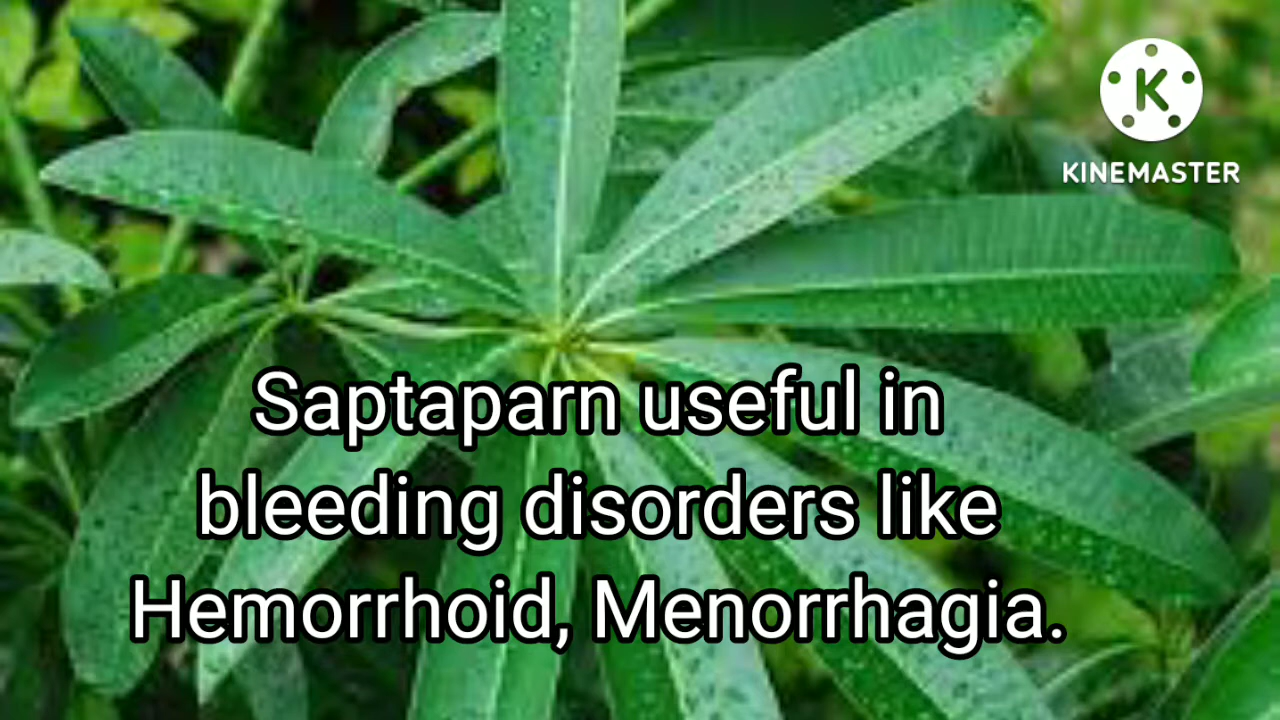 KINEMASTER
Saptaparn useful in
bleeding disorders like
Hemorrhoid, Menorrhagia.